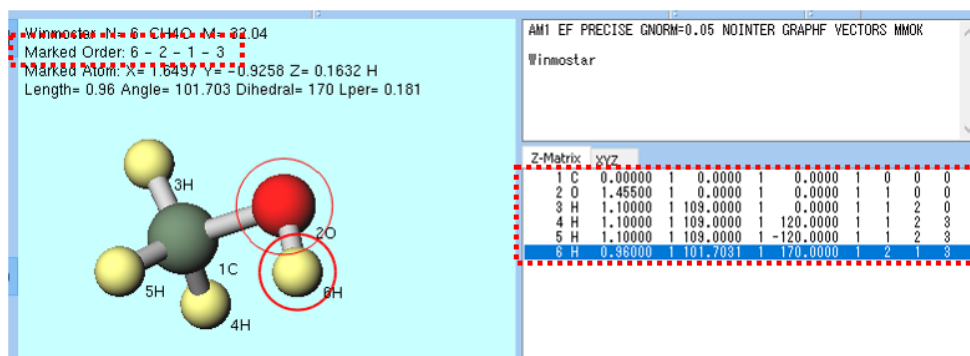 Winmostar N= 6 CH4O M= 32.04
Marked Order: 6 - 2 - 1 - 3
Marked Atom: X= 1.6497 Y= -0.9258 Z= 0.1632 H
Length= 0.96 Angle= 101.703 Dihedral= 170 Lper= 0.181
3H
2O
1C
5H
6H
4H
AM1 EF PRECISE GNORM=0.05 NOINTER GRAPHF VECTORS MMOK
Winmostar
Z-Matrix XYZ
1 C 0.00000 1 0.0000 1 0.0000 1 0 0 0
2 O 1.45500 1 0.0000 1 0.0000 1 1 0 0
3 H 1.10000 1 109.0000 1 0.0000 1 1 2 0
4 H 1.10000 1 109.0000 1 120.0000 1 1 2 3
5 H 1.10000 1 109.0000 1 -120.0000 1 1 2 3
6 H 0.96000 1 101.7031 1 170.0000 1 2 1 3